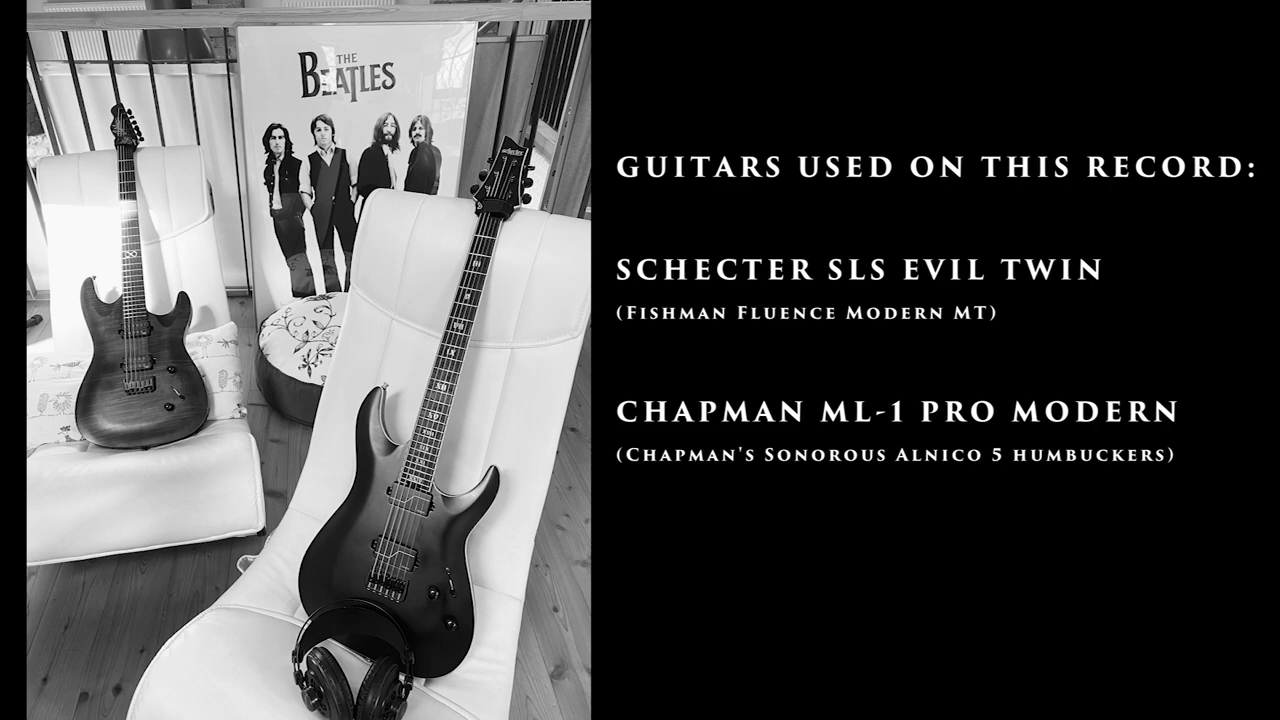 THE
BEATLES
schecter
GUITARS USED ON THIS RECORD:
SCHECTER SLS EVIL TWIN
(Fishman Fluence Modern MT)
CHAPMAN ML-1 PRO MODERN
(Chapman's Sonorous Alnico 5 humbuckers)